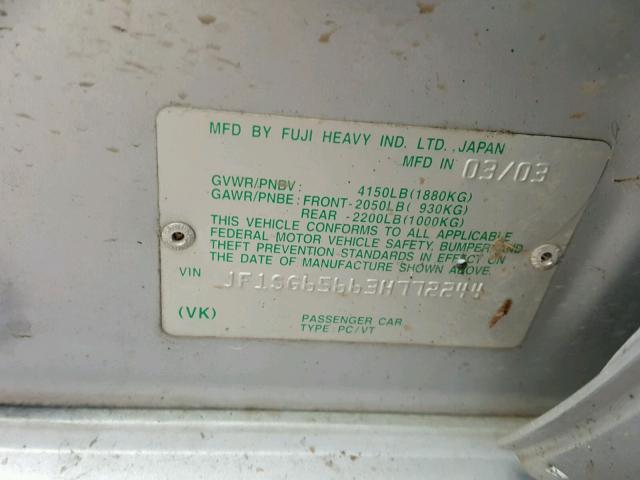 MFD BY FUJI HEAVY IND. LTD., JAPAN
MFD IN 03/03
GVWR/PNBV: 4150LB(1880KG)
GAWR/PNBE: FRONT-2050LB( 930KG)
REAR -2200LB(1000KG)
THIS VEHICLE CONFORMS TO ALL APPLICABLE
FEDERAL MOTOR VEHICLE SAFETY, BUMPER AND
THEFT PREVENTION STANDARDS IN EFFECT ON
THE DATE OF MANUFACTURE SHOWN ABOVE.
VIN JF1SG65663H772244
(VK)
PASSENGER CAR
TYPE: PC/VT